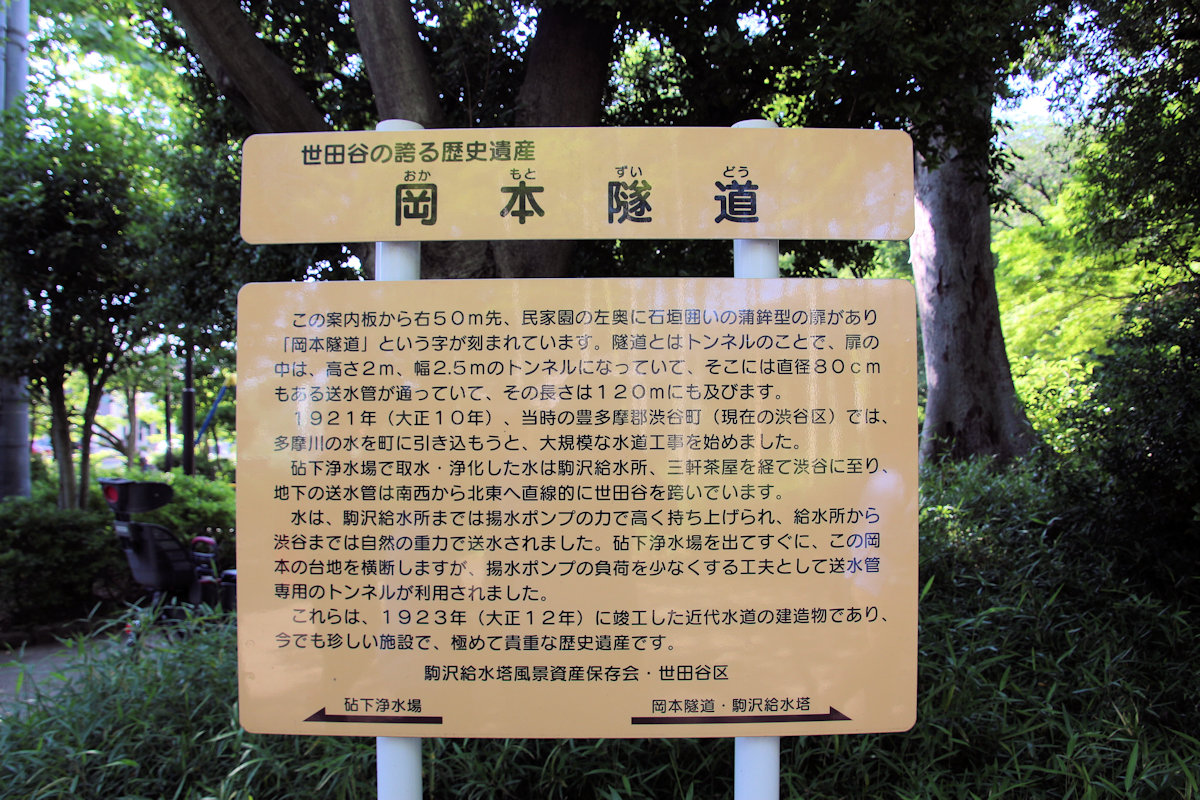 世田谷の誇る歴史遺産
おか もと ずい どう
岡本隧道
この案内板から右５０ｍ先、民家園の左奥に石垣囲いの蒲鉾型の扉があり
「岡本隧道」という字が刻まれています。隧道とはトンネルのことで、扉の
中は、高さ２ｍ、幅2.5ｍのトンネルになっていて、そこには直径８０ｃｍ
もある送水管が通っていて、その長さは１２０ｍにも及びます。
１９２１年（大正１０年）、当時の豊多摩郡渋谷町（現在の渋谷区）では、
多摩川の水を町に引き込もうと、大規模な水道工事を始めました。
砧下浄水場で取水・浄化した水は駒沢給水所、三軒茶屋を経て渋谷に至り、
地下の送水管は南西から北東へ直線的に世田谷を跨いでいます。
水は、駒沢給水所までは揚水ポンプの力で高く持ち上げられ、給水所から
渋谷までは自然の重力で送水されました。砧下浄水場を出てすぐに、この岡
本の台地を横断しますが、揚水ポンプの負荷を少なくする工夫として送水管
専用のトンネルが利用されました。
これらは、１９２３年（大正１２年）に竣工した近代水道の建造物であり、
今でも珍しい施設で、極めて貴重な歴史遺産です。
駒沢給水塔風景資産保存会・世田谷区
砧下浄水場
岡本隧道・駒沢給水塔